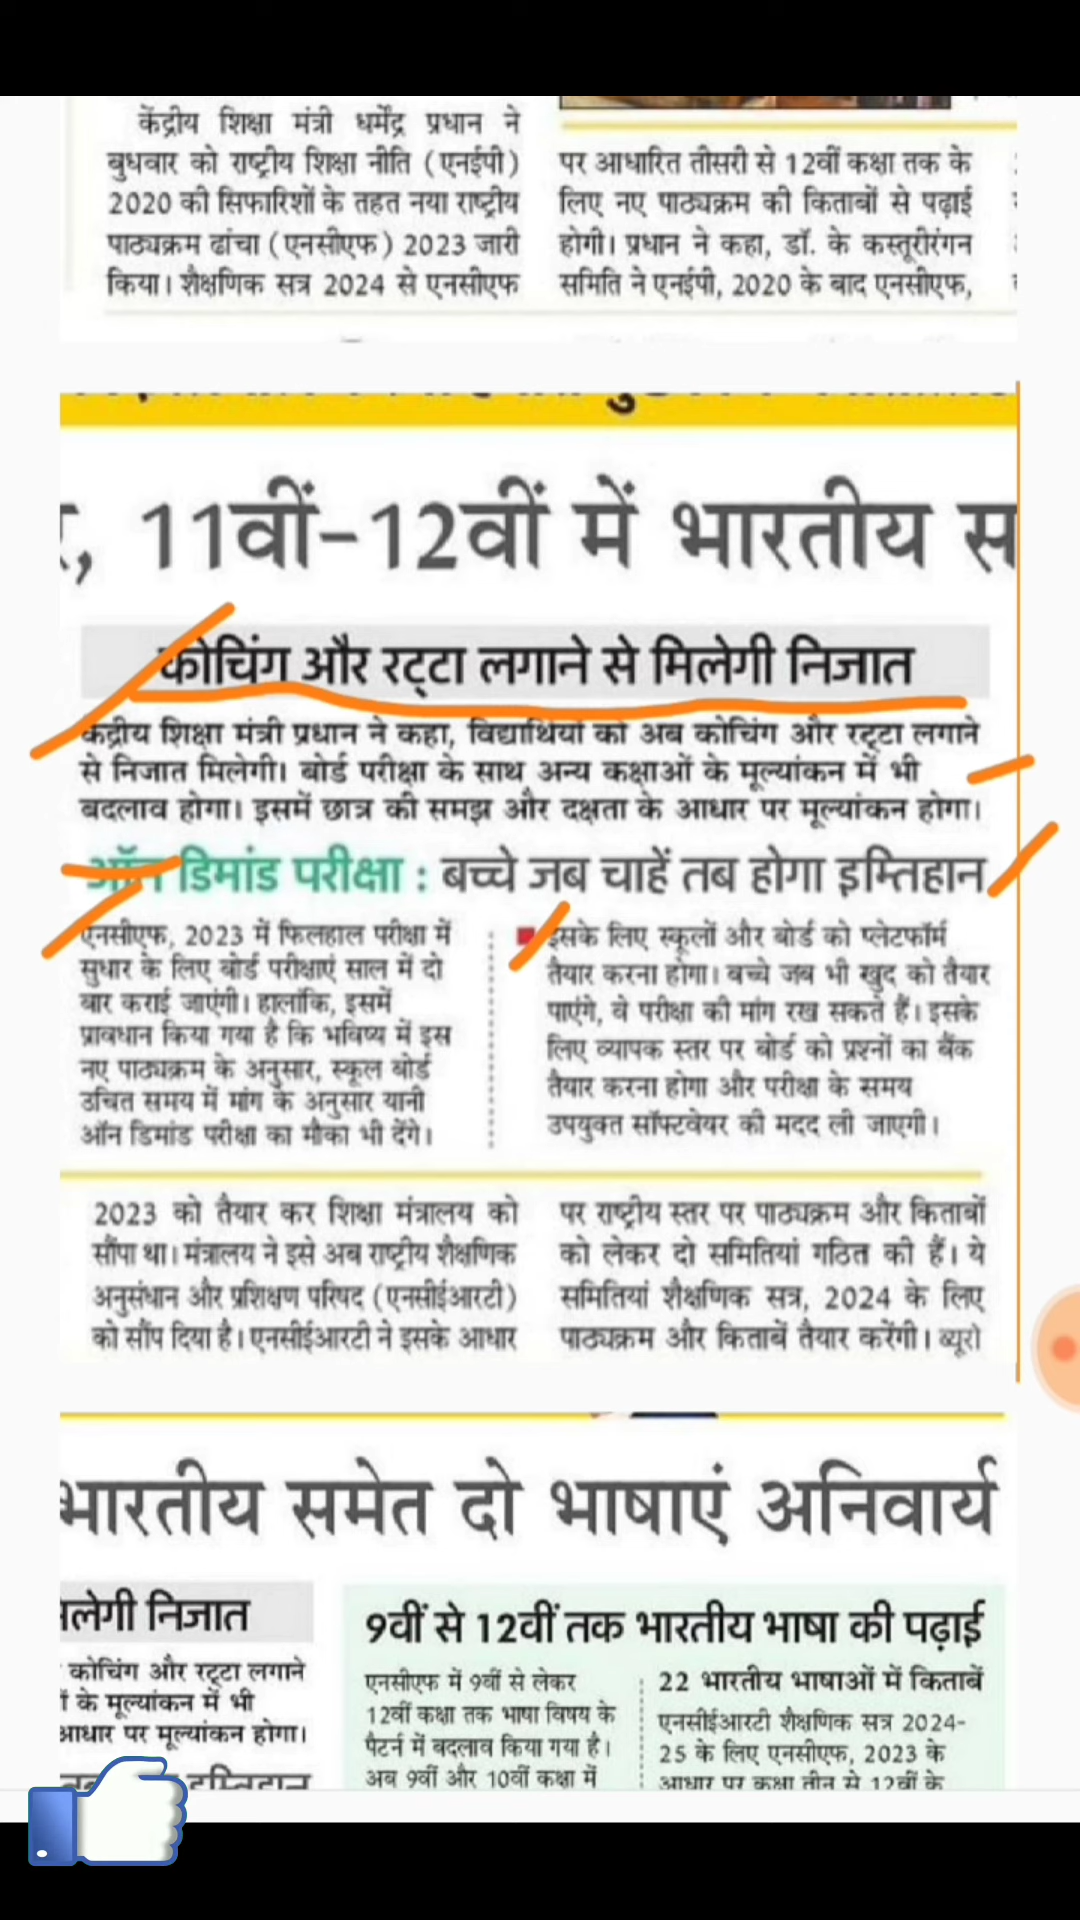 केंद्रीय शिक्षा मंत्री धर्मेंद्र प्रधान ने
बुधवार को राष्ट्रीय शिक्षा नीति (एनईपी)
2020 की सिफारिशों के तहत नया राष्ट्रीय
पाठ्यक्रम ढांचा (एनसीएफ) 2023 जारी
किया। शैक्षणिक सत्र 2024 से एनसीएफ
पर आधारित तीसरी से 12वीं कक्षा तक के
लिए नए पाठ्यक्रम की किताबों से पढ़ाई
होगी। प्रधान ने कहा, डॉ. के कस्तूरीरंगन
समिति ने एनईपी, 2020 के बाद एनसीएफ,
, 11वीं-12वीं में भारतीय स
कोचिंग और रट्टा लगाने से मिलेगी निजात
केंद्रीय शिक्षा मंत्री प्रधान ने कहा, विद्यार्थियों को अब कोचिंग और रट्टा लगाने
से निजात मिलेगी। बोर्ड परीक्षा के साथ अन्य कक्षाओं के मूल्यांकन में भी
बदलाव होगा। इसमें छात्र की समझ और दक्षता के आधार पर मूल्यांकन होगा।
ऑन डिमांड परीक्षा : बच्चे जब चाहें तब होगा इम्तिहान
एनसीएफ, 2023 में फिलहाल परीक्षा में
सुधार के लिए बोर्ड परीक्षाएं साल में दो
बार कराई जाएंगी। हालांकि, इसमें
प्रावधान किया गया है कि भविष्य में इस
नए पाठ्यक्रम के अनुसार, स्कूल बोर्ड
उचित समय में मांग के अनुसार यानी
ऑन डिमांड परीक्षा का मौका भी देंगे।
इसके लिए स्कूलों और बोर्ड को प्लेटफॉर्म
तैयार करना होगा। बच्चे जब भी खुद को तैयार
पाएंगे, वे परीक्षा की मांग रख सकते हैं। इसके
लिए व्यापक स्तर पर बोर्ड को प्रश्नों का बैंक
तैयार करना होगा और परीक्षा के समय
उपयुक्त सॉफ्टवेयर की मदद ली जाएगी।
2023 को तैयार कर शिक्षा मंत्रालय को
सौंपा था। मंत्रालय ने इसे अब राष्ट्रीय शैक्षणिक
अनुसंधान और प्रशिक्षण परिषद (एनसीईआरटी)
को सौंप दिया है। एनसीईआरटी ने इसके आधार
पर राष्ट्रीय स्तर पर पाठ्यक्रम और किताबों
को लेकर दो समितियां गठित की हैं। ये
समितियां शैक्षणिक सत्र, 2024 के लिए
पाठ्यक्रम और किताबें तैयार करेंगी। ब्यूरो
भारतीय समेत दो भाषाएं अनिवार्य
मलेगी निजात
कोचिंग और रट्टा लगाने
के मूल्यांकन में भी
आधार पर मूल्यांकन होगा।
इम्तिहान
9वीं से 12वीं तक भारतीय भाषा की पढ़ाई
एनसीएफ में 9वीं से लेकर
12वीं कक्षा तक भाषा विषय के
पैटर्न में बदलाव किया गया है।
अब 9वीं और 10वीं कक्षा में
22 भारतीय भाषाओं में किताबें
एनसीईआरटी शैक्षणिक सत्र 2024-
25 के लिए एनसीएफ, 2023 के
आधार पर कक्षा तीन से 12वीं के